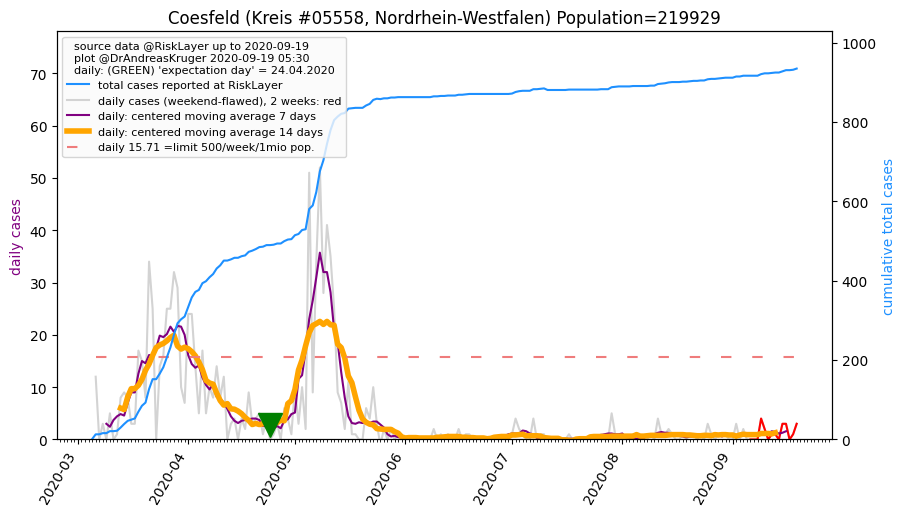 Coesfeld (Kreis #05558, Nordrhein-Westfalen) Population=219929
source data @RiskLayer up to 2020-09-19
plot @DrAndreasKruger 2020-09-19 05:30
daily: (GREEN) 'expectation day' = 24.04.2020
total cases reported at RiskLayer
daily cases (weekend-flawed), 2 weeks: red
daily: centered moving average 7 days
daily: centered moving average 14 days
daily 15.71 =limit 500/week/1mio pop.
daily cases
70
60
50
40
30
20
10
0
1000
800
600
400
200
0
cumulative total cases
2020-03
2020-04
2020-05
2020-06
2020-07
2020-08
2020-09